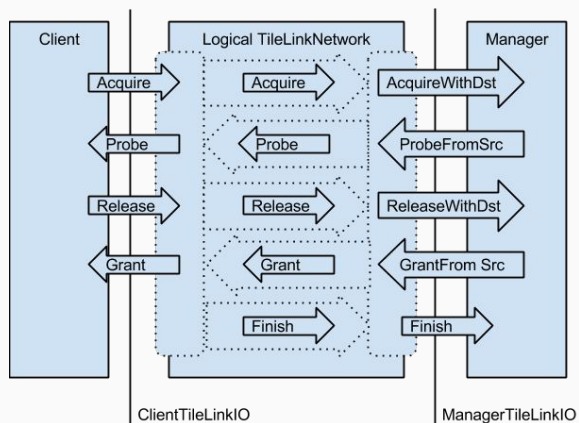 Client
Logical TileLinkNetwork
Manager
Acquire
Acquire
AcquireWithDst
Probe
Probe
ProbeFromSrc
Release
Release
ReleaseWithDst
Grant
Grant
GrantFrom Src
Finish
Finish
ClientTileLinkIO
ManagerTileLinkIO